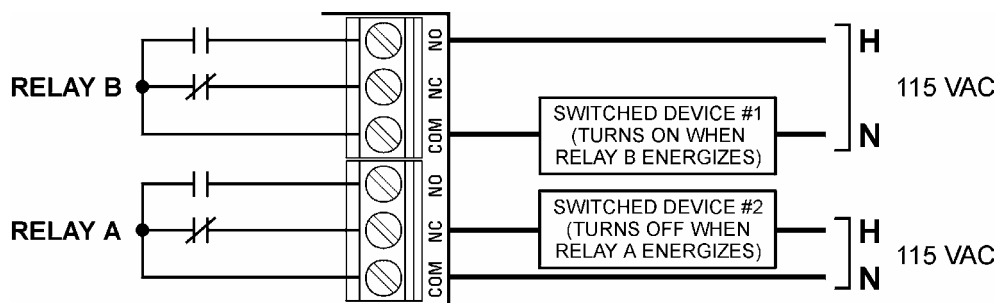 RELAY B
NO
NC
COM
SWITCHED DEVICE #1
(TURNS ON WHEN
RELAY B ENERGIZES)
H
N
115 VAC
RELAY A
NO
NC
COM
SWITCHED DEVICE #2
(TURNS OFF WHEN
RELAY A ENERGIZES)
H
N
115 VAC